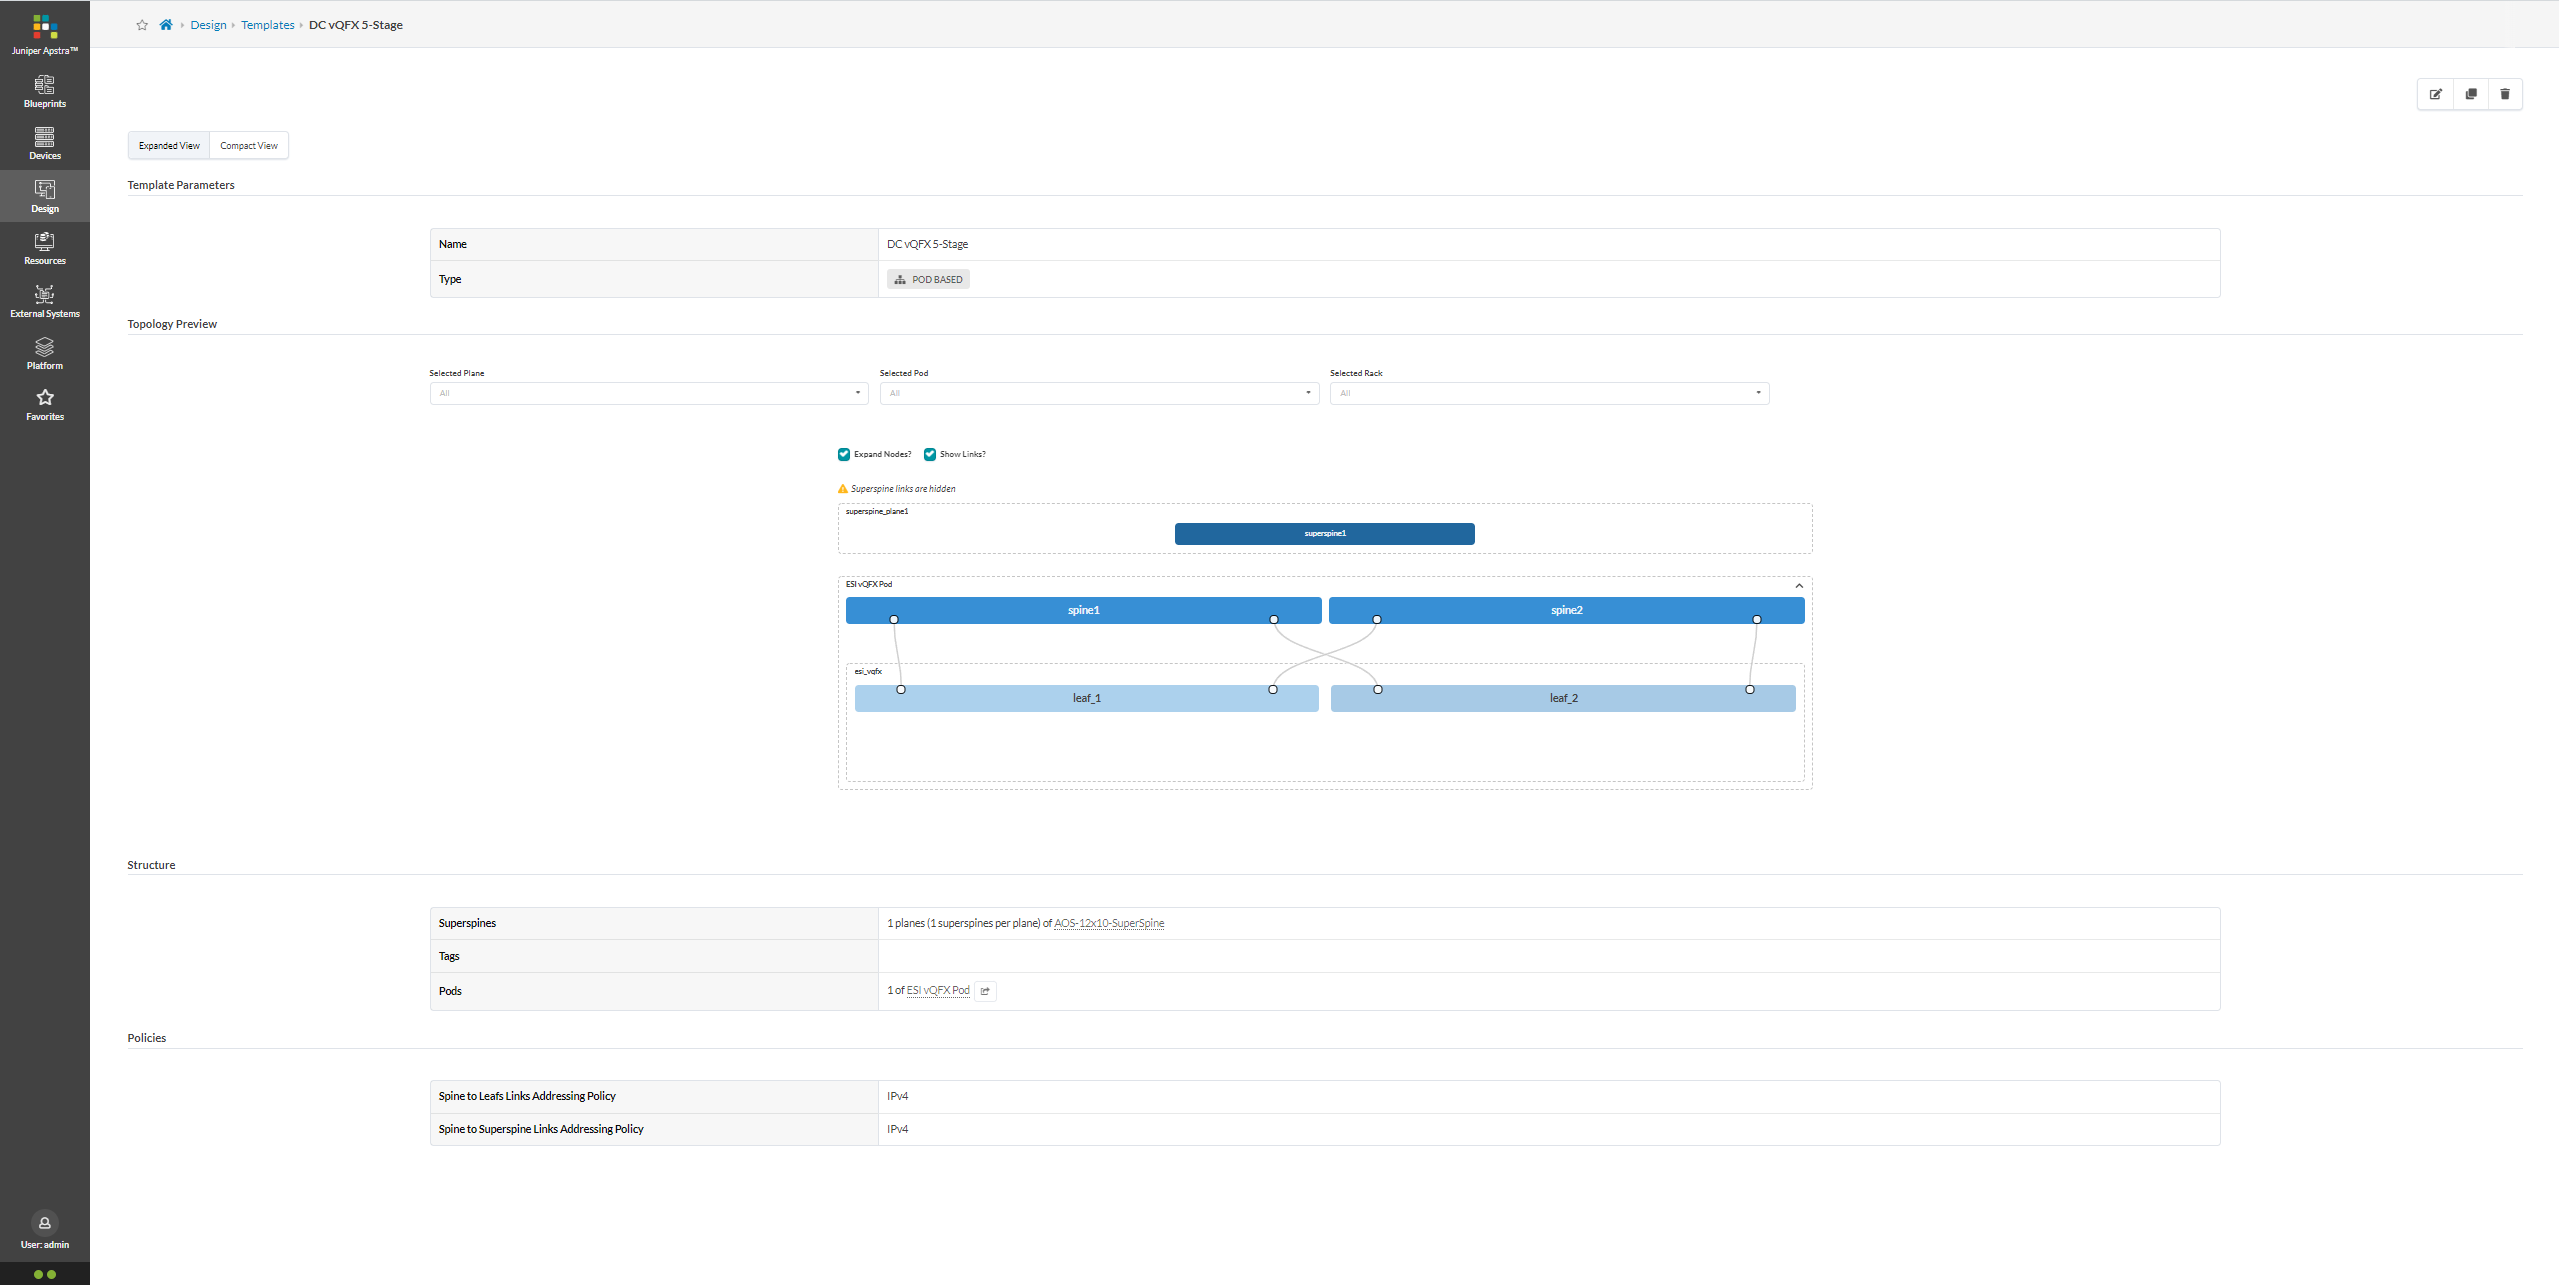 Juniper Apstra™
Blueprints
Devices
Design
Resources
External Systems
Platform
Favorites
User: admin
Design Templates DC vQFX 5-Stage
Expanded View Compact View
Template Parameters
Name DC vQFX 5-Stage
Type POD BASED
Topology Preview
Selected Plane Selected Pod Selected Rack
All All All
Expand Nodes? Show Links?
Superspine links are hidden
superspine_plane1
superspine1
ESI vQFX Pod
spine1 spine2
esi_vqfx
leaf_1 leaf_2
Structure
Superspines 1 planes (1 superspines per plane) of AOS-12x10-SuperSpine
Tags
Pods 1 of ESI vQFX Pod
Policies
Spine to Leafs Links Addressing Policy IPv4
Spine to Superspine Links Addressing Policy IPv4